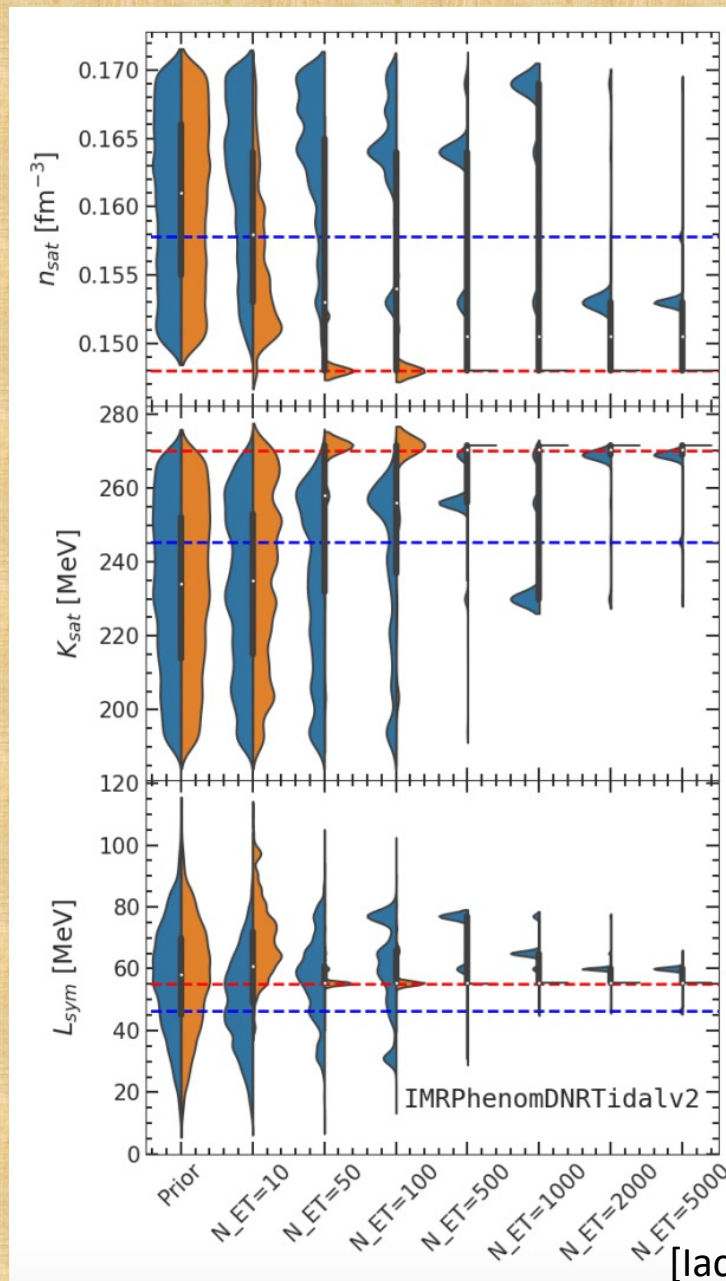 0.170
0.165
0.160
0.155
0.150
n_sat [fm⁻³]
280
260
240
220
200
K_sat [MeV]
120
100
80
60
40
20
0
L_sym [MeV]
IMRPhenomDNRTidalv2
Prior
N_ET=10
N_ET=50
N_ET=100
N_ET=500
N_ET=1000
N_ET=2000
N_ET=5000